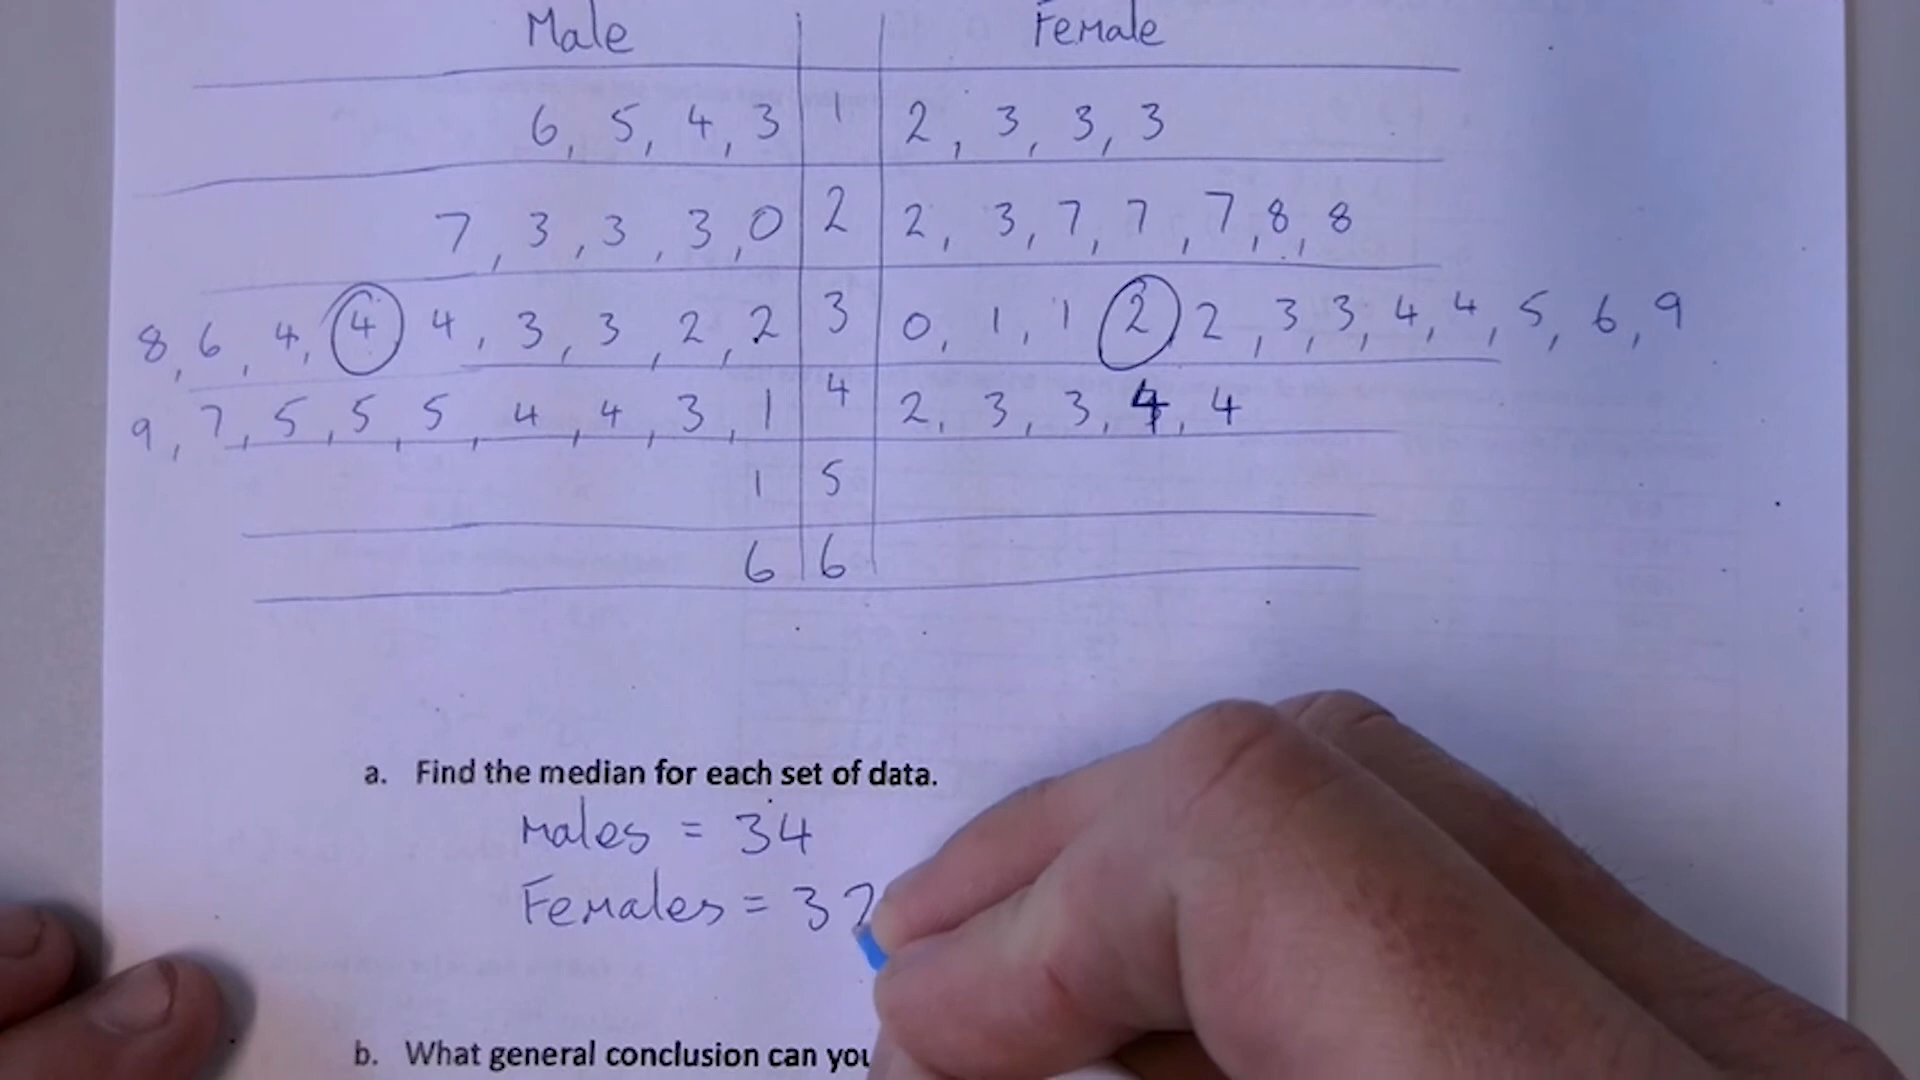 Male Female
6, 5, 4, 3 1 2, 3, 3, 3
7, 3, 3, 3, 0 2 2, 3, 7, 7, 7, 8, 8
8, 6, 4, 4 4, 3, 3, 2, 2 3 0, 1, 1 2 2, 3, 3, 4, 4, 5, 6, 9
9, 7, 5, 5, 5, 4, 4, 3, 1 4 2, 3, 3, 4, 4
1 5
6 6
a. Find the median for each set of data.
Males = 34
Females = 32
b. What general conclusion can you